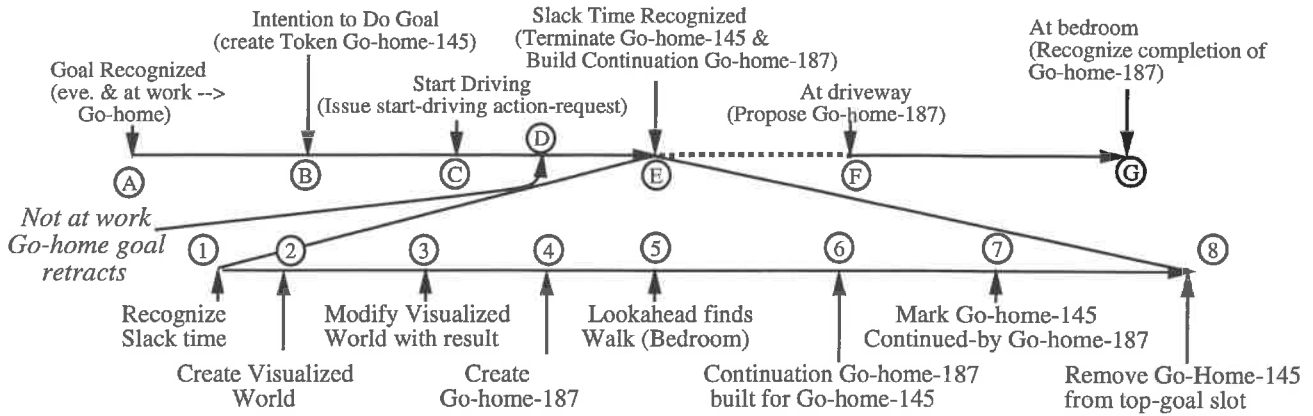 Intention to Do Goal
(create Token Go-home-145)
Slack Time Recognized
(Terminate Go-home-145 &
Build Continuation Go-home-187)
At bedroom
(Recognize completion of
Go-home-187)
Goal Recognized
(eve. & at work -->
Go-home)
Start Driving
(Issue start-driving action-request)
At driveway
(Propose Go-home-187)
A
B
C
D
E
F
G
Not at work
Go-home goal
retracts
1
2
3
4
5
6
7
8
Recognize
Slack time
Modify Visualized
World with result
Lookahead finds
Walk (Bedroom)
Mark Go-home-145
Continued-by Go-home-187
Create Visualized
World
Create
Go-home-187
Continuation Go-home-187
built for Go-home-145
Remove Go-Home-145
from top-goal slot